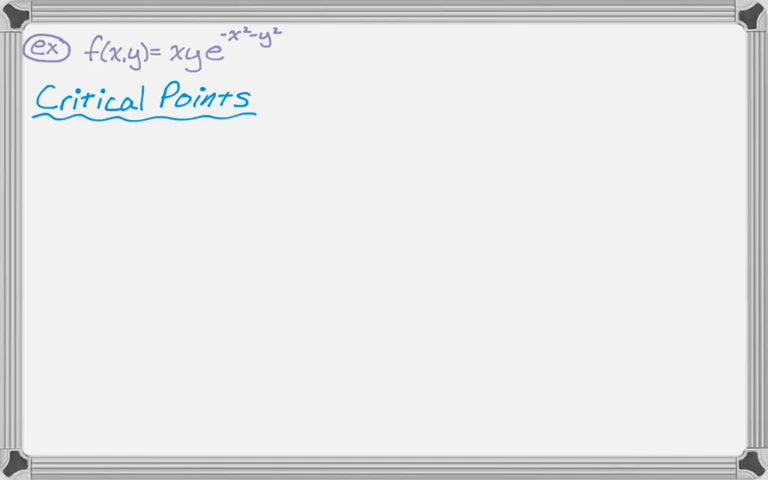 ex f(x,y)= xye^{-x²-y²}
Critical Points